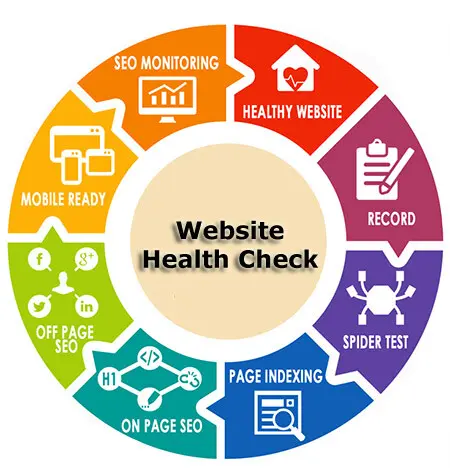 Website
Health Check
HEALTHY WEBSITE
RECORD
SPIDER TEST
PAGE INDEXING
H1
</>
ON PAGE SEO
f
g+
in
OFF PAGE
SEO
MOBILE READY
SEO MONITORING